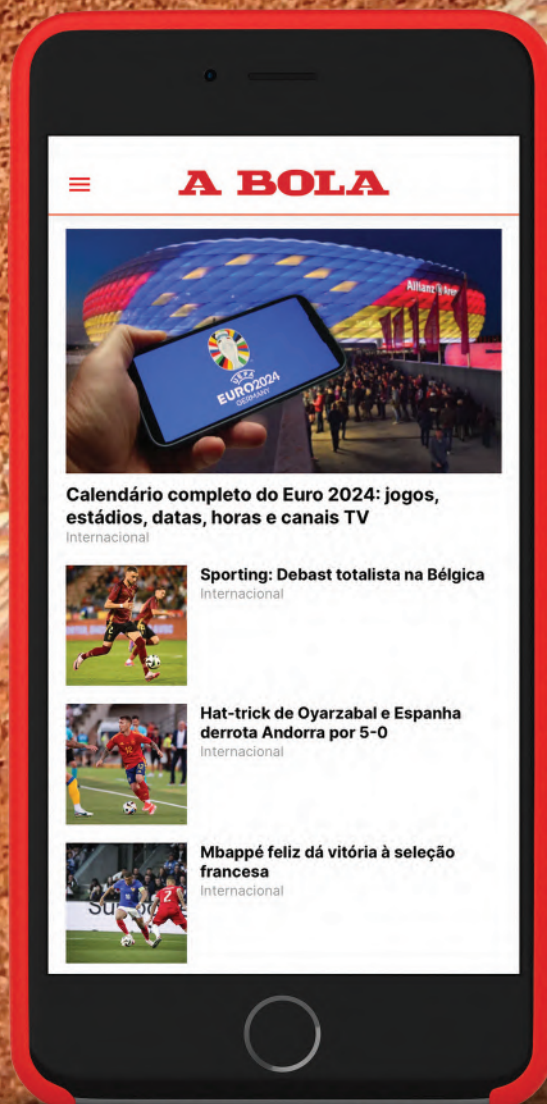 A BOLA
Allianz Aren
UEFA
EURO2024
GERMANY
Calendário completo do Euro 2024: jogos,
estádios, datas, horas e canais TV
Internacional
Sporting: Debast totalista na Bélgica
Internacional
Hat-trick de Oyarzabal e Espanha
derrota Andorra por 5-0
Internacional
Mbappé feliz dá vitória à seleção
francesa
Internacional